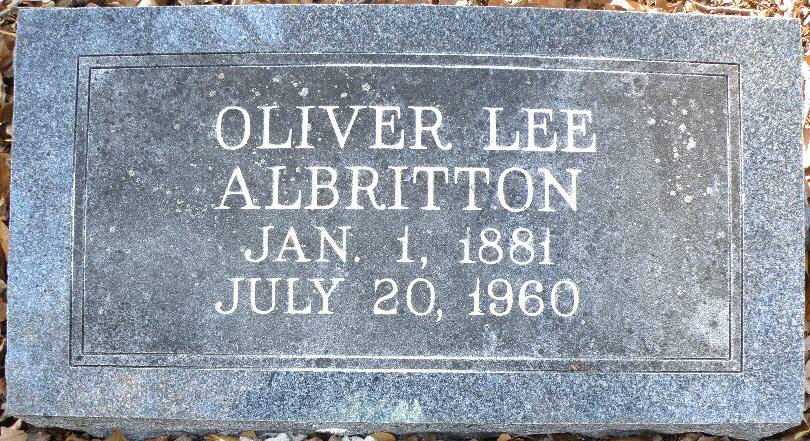 OLIVER LEE
ALBRITTON
JAN. 1, 1881
JULY 20, 1960